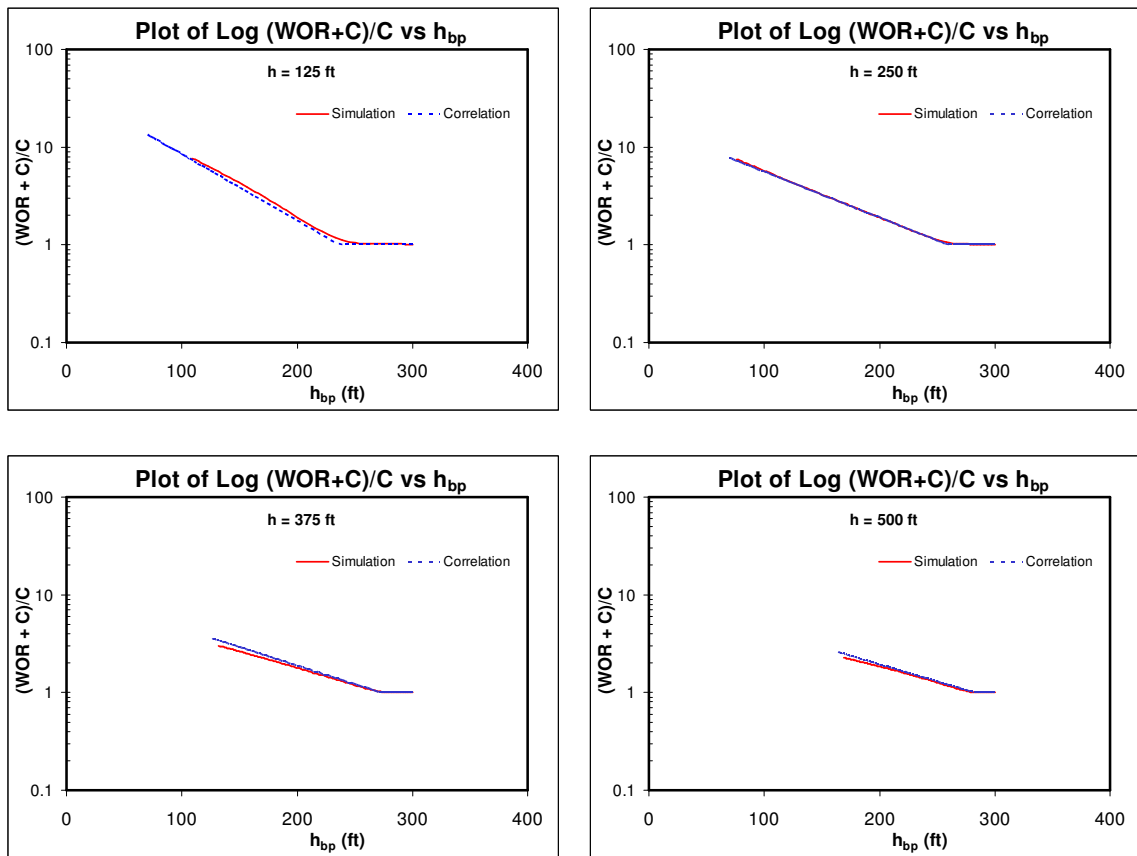 Plot of Log (WOR+C)/C vs hbp
h = 125 ft
Simulation Correlation
(WOR + C)/C
100
10
1
0.1
0 100 200 300 400
hbp (ft)
Plot of Log (WOR+C)/C vs hbp
h = 250 ft
Simulation Correlation
(WOR + C)/C
100
10
1
0.1
0 100 200 300 400
hbp (ft)
Plot of Log (WOR+C)/C vs hbp
h = 375 ft
Simulation Correlation
(WOR + C)/C
100
10
1
0.1
0 100 200 300 400
hbp (ft)
Plot of Log (WOR+C)/C vs hbp
h = 500 ft
Simulation Correlation
(WOR + C)/C
100
10
1
0.1
0 100 200 300 400
hbp (ft)